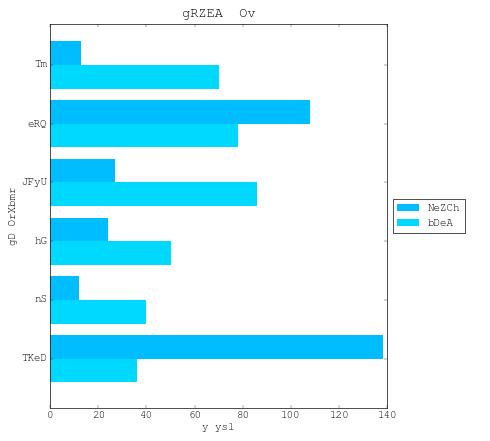 gRZEA  Ov
Tm
eRQ
JFyU
hG
nS
TKeD
gD OrXbmr
0 20 40 60 80 100 120 140
y ysl
NeZCh
bDeA